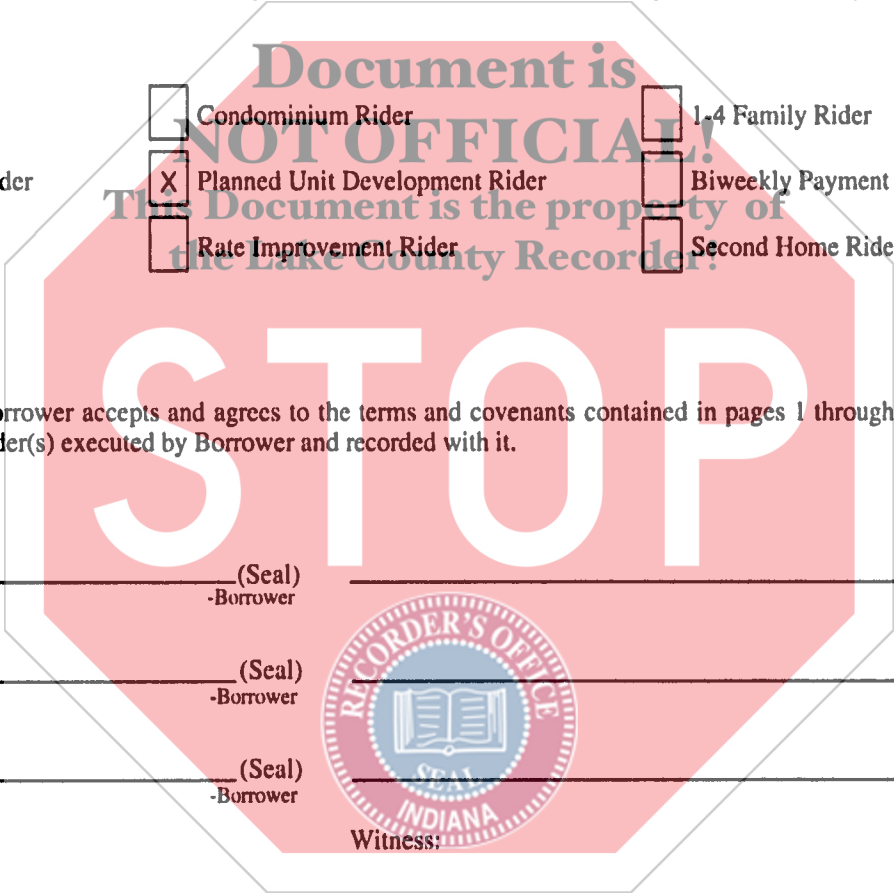 Document is
Condominium Rider 1-4 Family Rider
NOT OFFICIAL!
der X Planned Unit Development Rider Biweekly Payment
This Document is the property of
Rate Improvement Rider Second Home Ride
the Lake County Recorder!
STOP
orrower accepts and agrees to the terms and covenants contained in pages 1 through
der(s) executed by Borrower and recorded with it.
(Seal)
-Borrower
(Seal)
-Borrower
(Seal)
-Borrower
RECORDER'S OFFICE
SEAL
INDIANA
Witness: